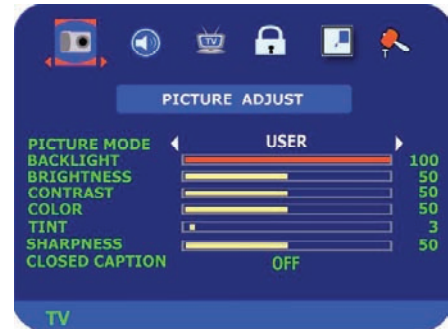 TV
PICTURE ADJUST
PICTURE MODE USER
BACKLIGHT 100
BRIGHTNESS 50
CONTRAST 50
COLOR 50
TINT 3
SHARPNESS 50
CLOSED CAPTION OFF
TV